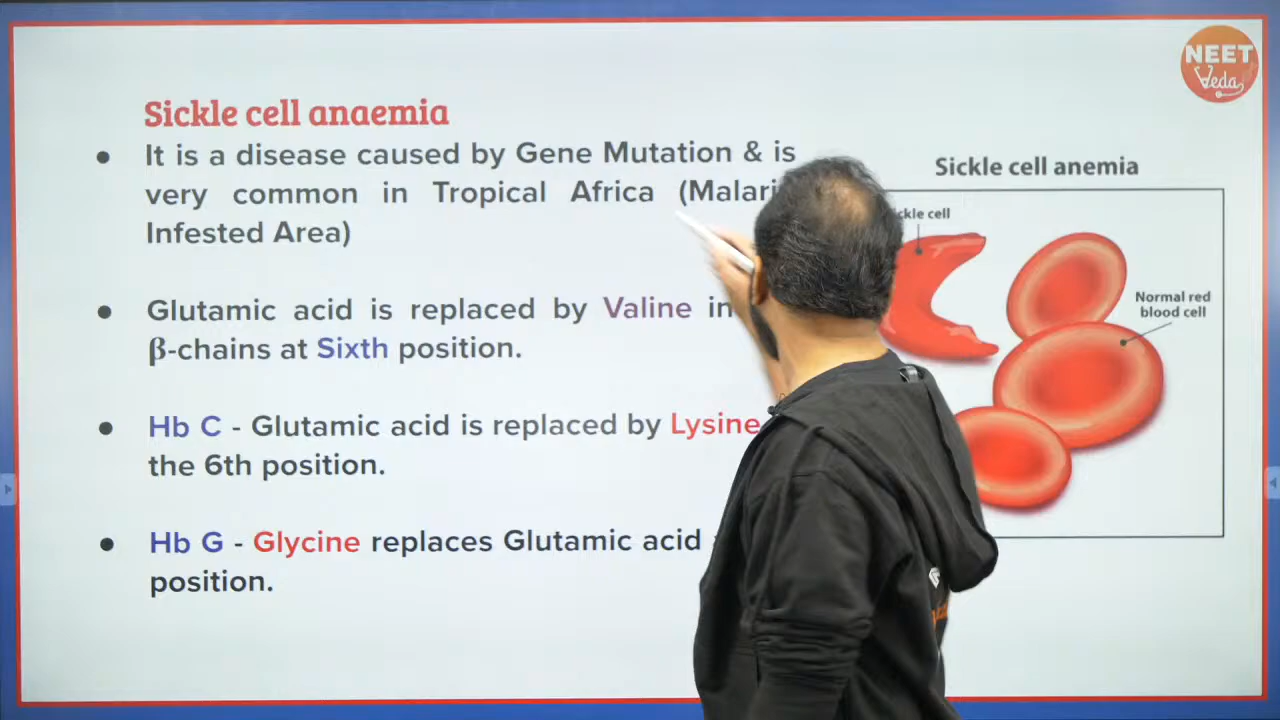 NEET
Veda
Sickle cell anaemia
It is a disease caused by Gene Mutation & is
very common in Tropical Africa
Infested Area)
Glutamic acid is replaced by Valine in
β-chains at Sixth position.
Hb C - Glutamic acid is replaced by Lysine
the 6th position.
Hb G - Glycine replaces Glutamic acid
position.
Sickle cell anemia
cell
Normal red
blood cell